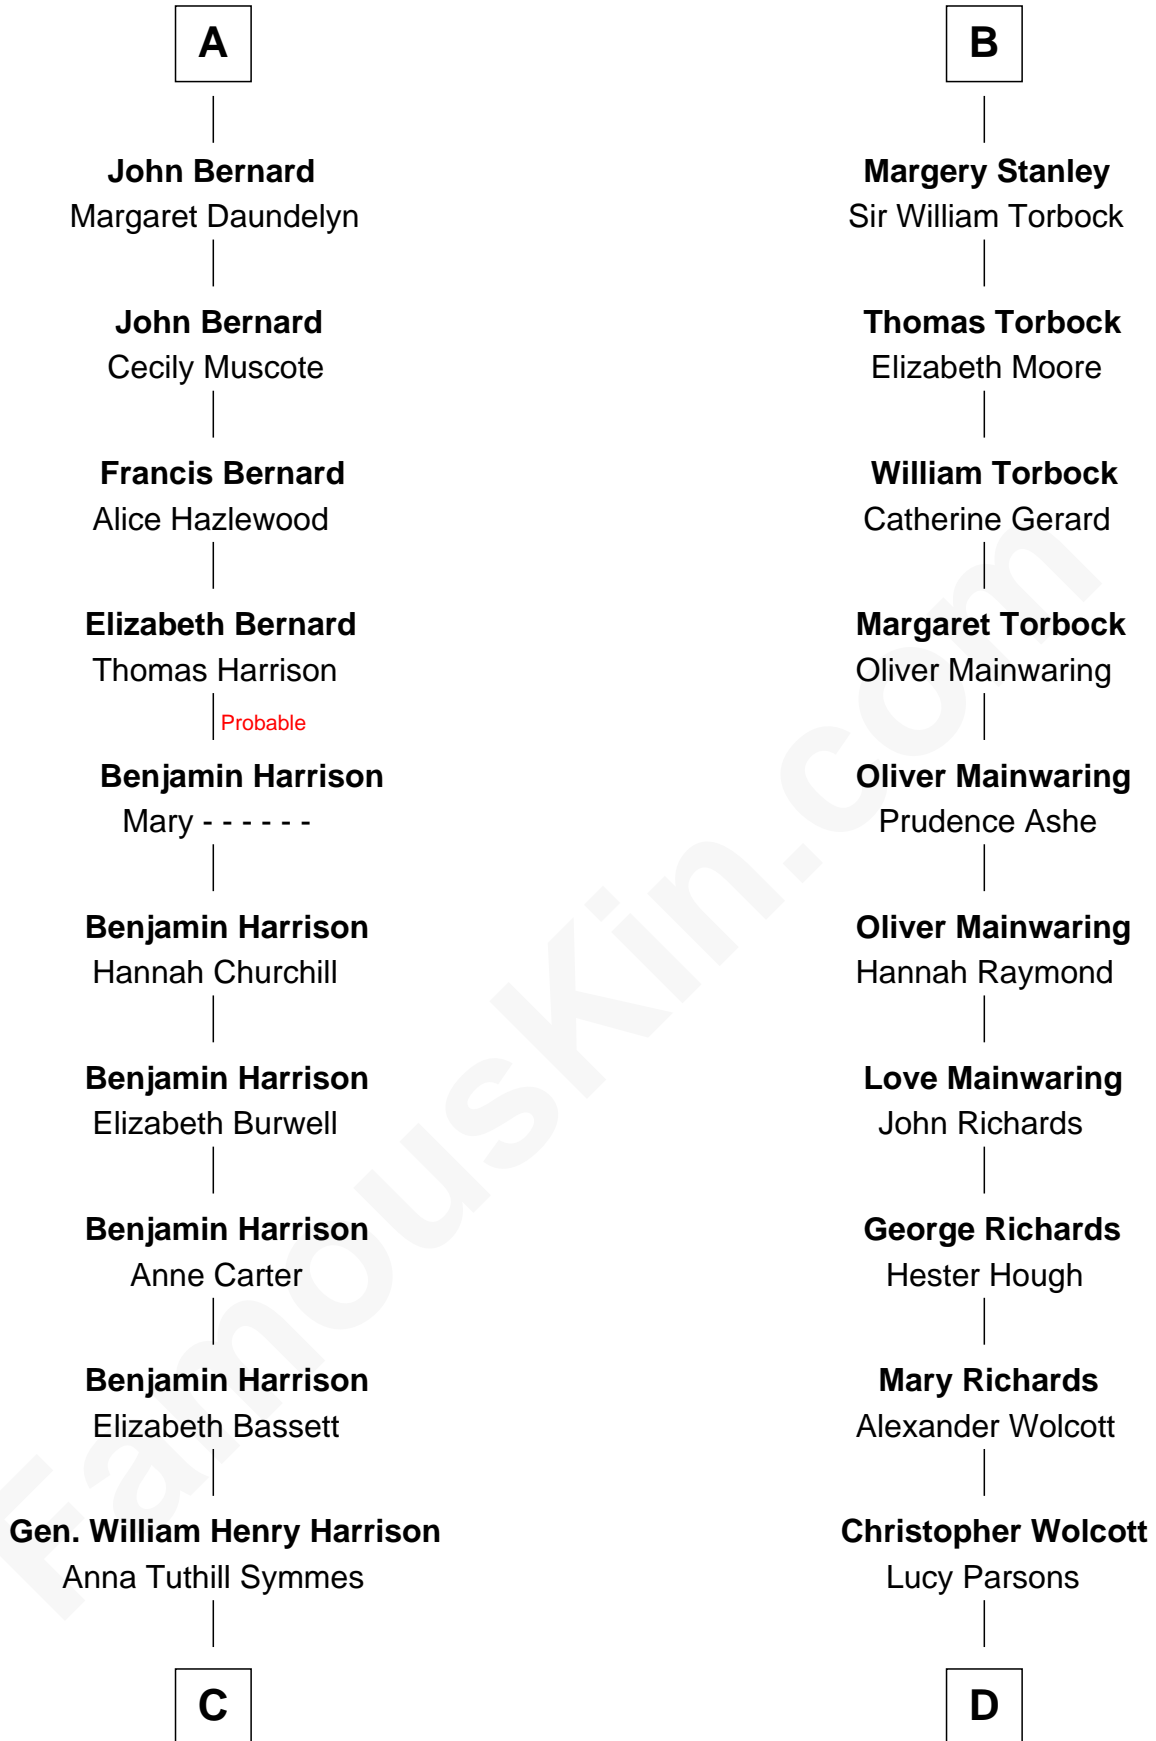 A
John Bernard
Margaret Daundelyn
John Bernard
Cecily Muscote
Francis Bernard
Alice Hazlewood
Elizabeth Bernard
Thomas Harrison
Probable
Benjamin Harrison
Mary - - - - - -
Benjamin Harrison
Hannah Churchill
Benjamin Harrison
Elizabeth Burwell
Benjamin Harrison
Anne Carter
Benjamin Harrison
Elizabeth Bassett
Gen. William Henry Harrison
Anna Tuthill Symmes
C
B
Margery Stanley
Sir William Torbock
Thomas Torbock
Elizabeth Moore
William Torbock
Catherine Gerard
Margaret Torbock
Oliver Mainwaring
Oliver Mainwaring
Prudence Ashe
Oliver Mainwaring
Hannah Raymond
Love Mainwaring
John Richards
George Richards
Hester Hough
Mary Richards
Alexander Wolcott
Christopher Wolcott
Lucy Parsons
D
FamousKin.com